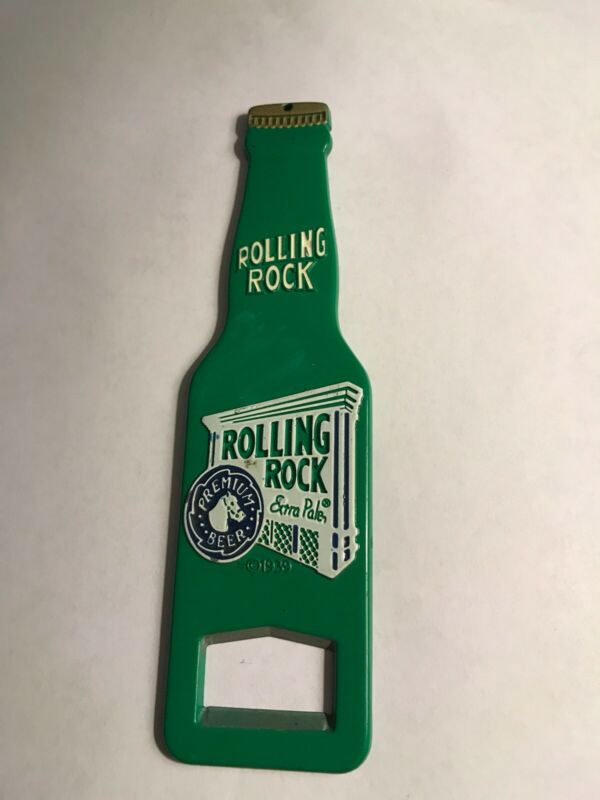 ROLLING
ROCK
ROLLING
ROCK
Extra Pale®
PREMIUM
BEER